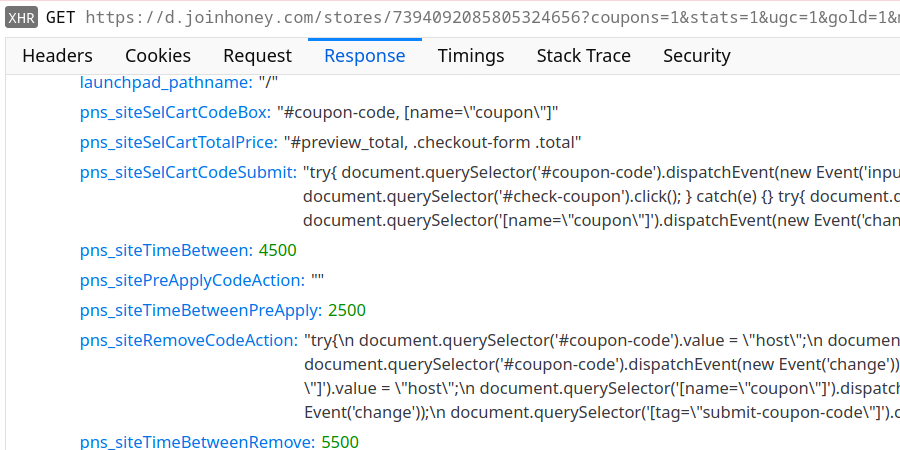 XHR GET https://d.joinhoney.com/stores/7394092085805324656?coupons=1&stats=1&ugc=1&gold=1&
Headers Cookies Request Response Timings Stack Trace Security
launchpad_pathname: "/"
pns_siteSelCartCodeBox: "#coupon-code, [name=\"coupon\"]"
pns_siteSelCartTotalPrice: "#preview_total, .checkout-form .total"
pns_siteSelCartCodeSubmit: "try{ document.querySelector('#coupon-code').dispatchEvent(new Event('inpu
document.querySelector('#check-coupon').click(); } catch(e) {} try{ document.
document.querySelector('[name=\"coupon\"]').dispatchEvent(new Event('chan
pns_siteTimeBetween: 4500
pns_sitePreApplyCodeAction: ""
pns_siteTimeBetweenPreApply: 2500
pns_siteRemoveCodeAction: "try{\n document.querySelector('#coupon-code').value = \"host\";\n documen
document.querySelector('#coupon-code').dispatchEvent(new Event('change'))
\"]').value = \"host\";\n document.querySelector('[name=\"coupon\"]').dispatch
Event('change'));\n document.querySelector('[tag=\"submit-coupon-code\"]').
pns_siteTimeBetweenRemove: 5500